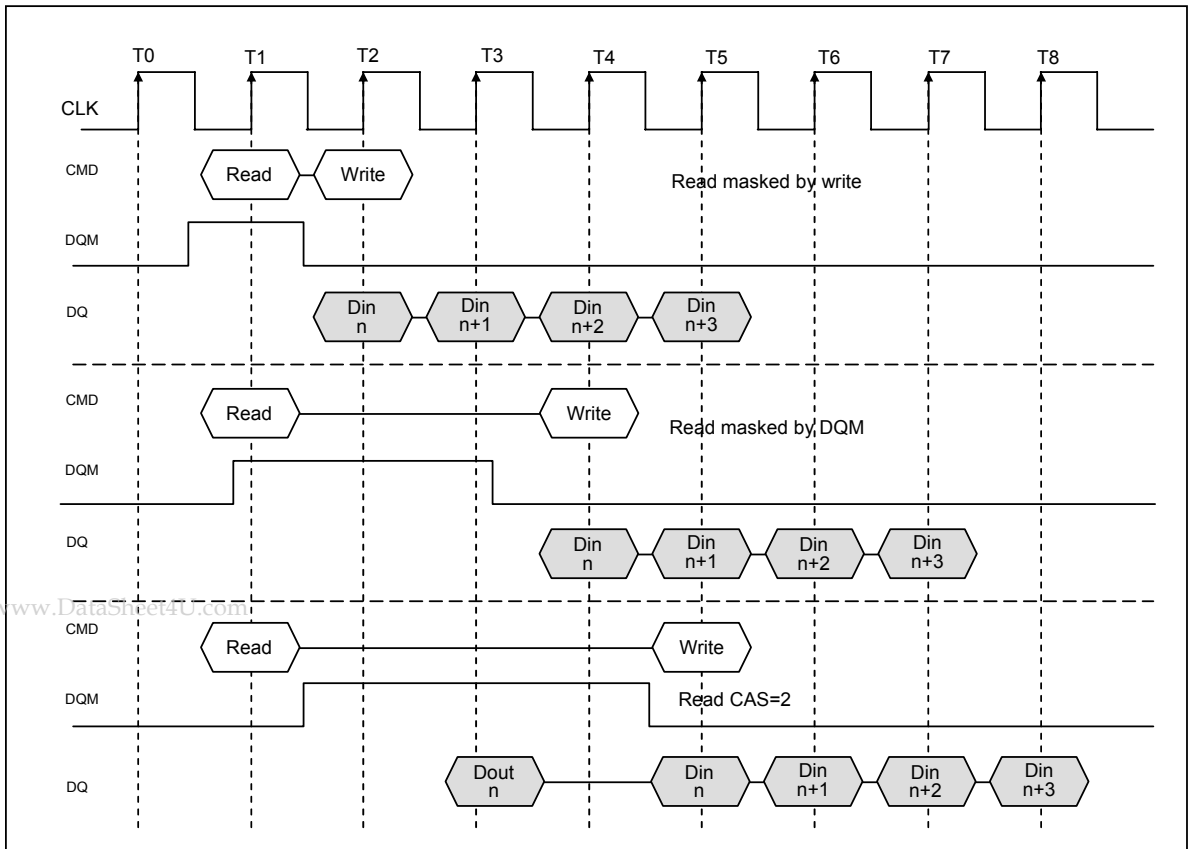 T0 T1 T2 T3 T4 T5 T6 T7 T8
CLK
CMD Read Write Read masked by write
DQM
DQ
Din n
Din n+1
Din n+2
Din n+3
CMD Read Write Read masked by DQM
DQM
DQ
Din n
Din n+1
Din n+2
Din n+3
www.DataSheet4U.com
CMD Read Write
DQM Read CAS=2
DQ
Dout n
Din n
Din n+1
Din n+2
Din n+3